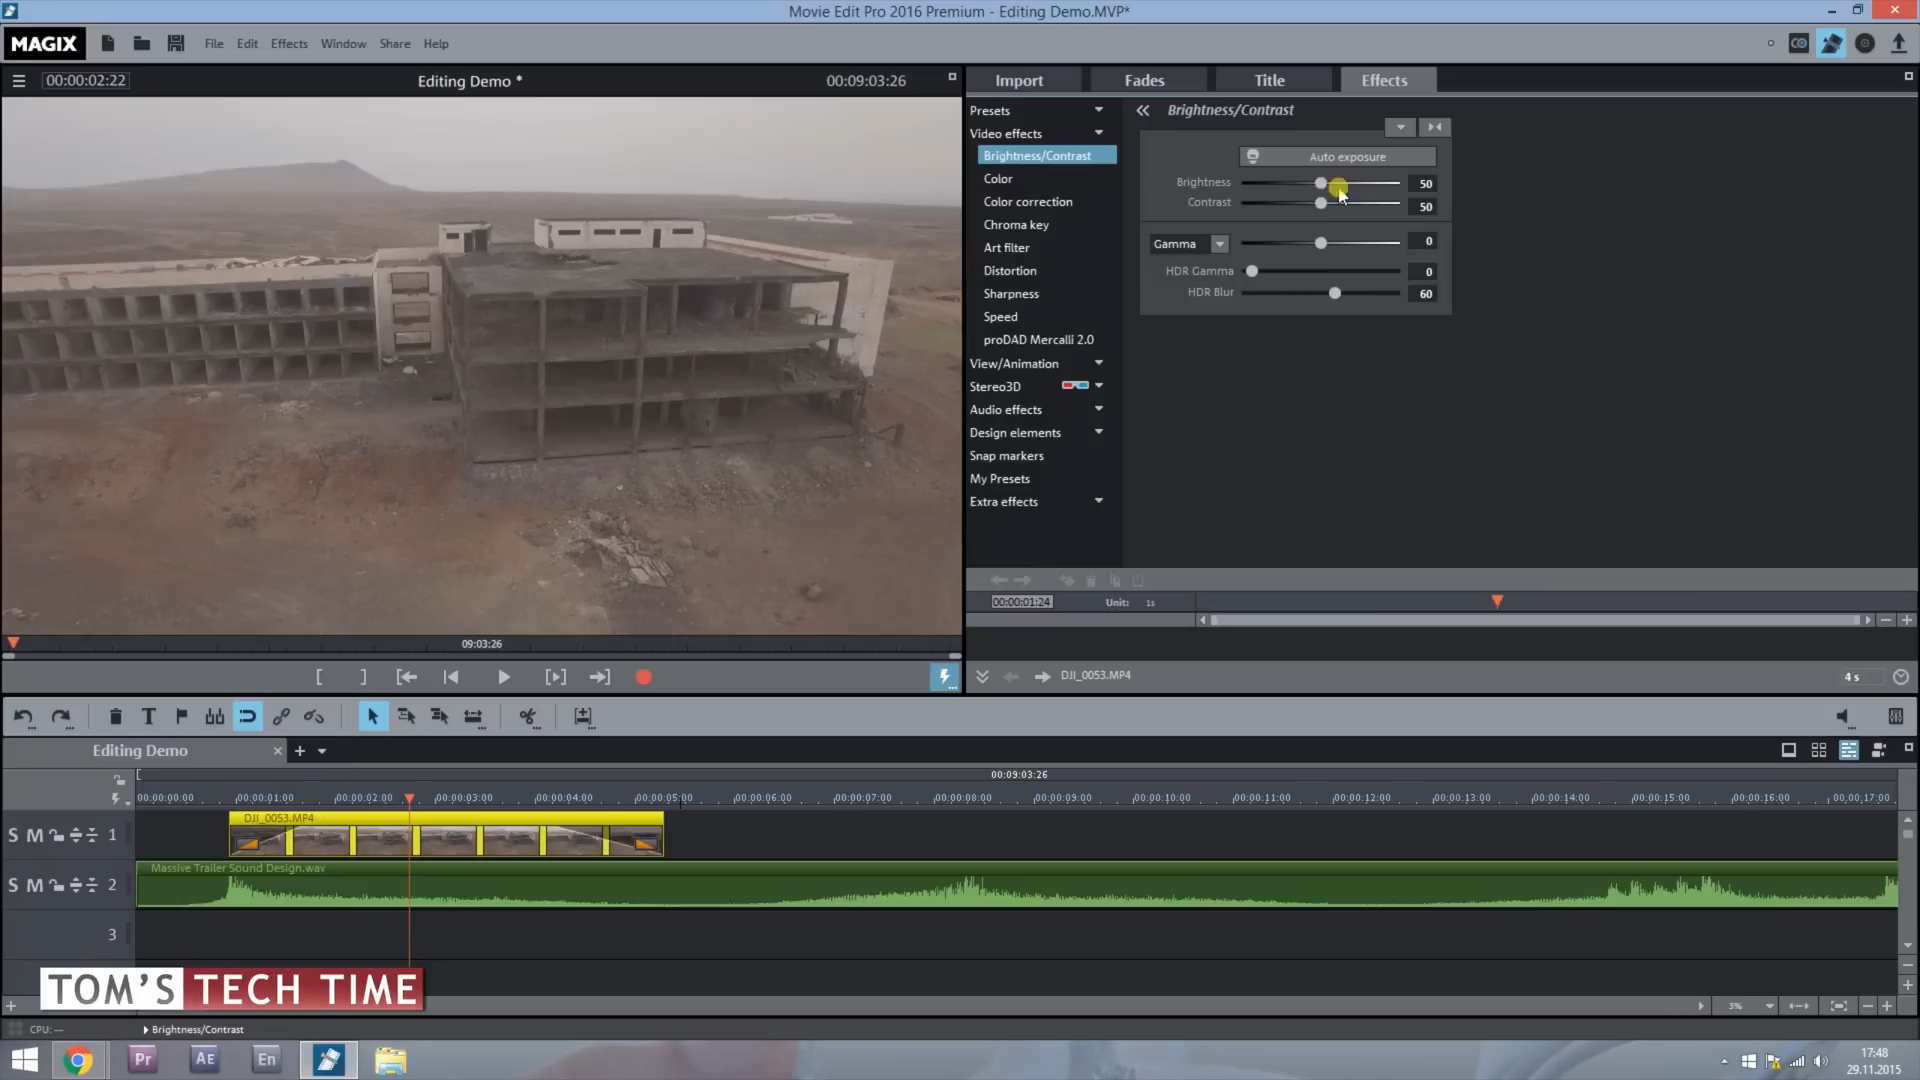 Movie Edit Pro 2016 Premium - Editing Demo.MVP*
MAGIX
File Edit Effects Window Share Help
00:00:02:22
Editing Demo *
00:09:03:26
Import
Fades
Title
Effects
Presets
Video effects
Brightness/Contrast
Color
Color correction
Chroma key
Art filter
Distortion
Sharpness
Speed
proDAD Mercalli 2.0
View/Animation
Stereo3D
Audio effects
Design elements
Snap markers
My Presets
Extra effects
Brightness/Contrast
Auto exposure
Brightness 50
Contrast 50
Gamma 0
HDR Gamma 0
HDR Blur 60
00:00:01:24 Unit: 1s
09:03:26
DJI_0053.MP4
4 s
Editing Demo
00:09:03:26
00:00:00:00 00:00:01:00 00:00:02:00 00:00:03:00 00:00:04:00 00:00:05:00 00:00:06:00 00:00:07:00 00:00:08:00 00:00:09:00 00:00:10:00 00:00:11:00 00:00:12:00 00:00:13:00 00:00:14:00 00:00:15:00 00:00:16:00 00:00:17:00
DJI_0053.MP4
S M 1
Massive Trailer Sound Design.wav
S M 2
3
TOM'S TECH TIME
3%
CPU: —
Brightness/Contrast
Pr
Ae
En
17:48
29.11.2015